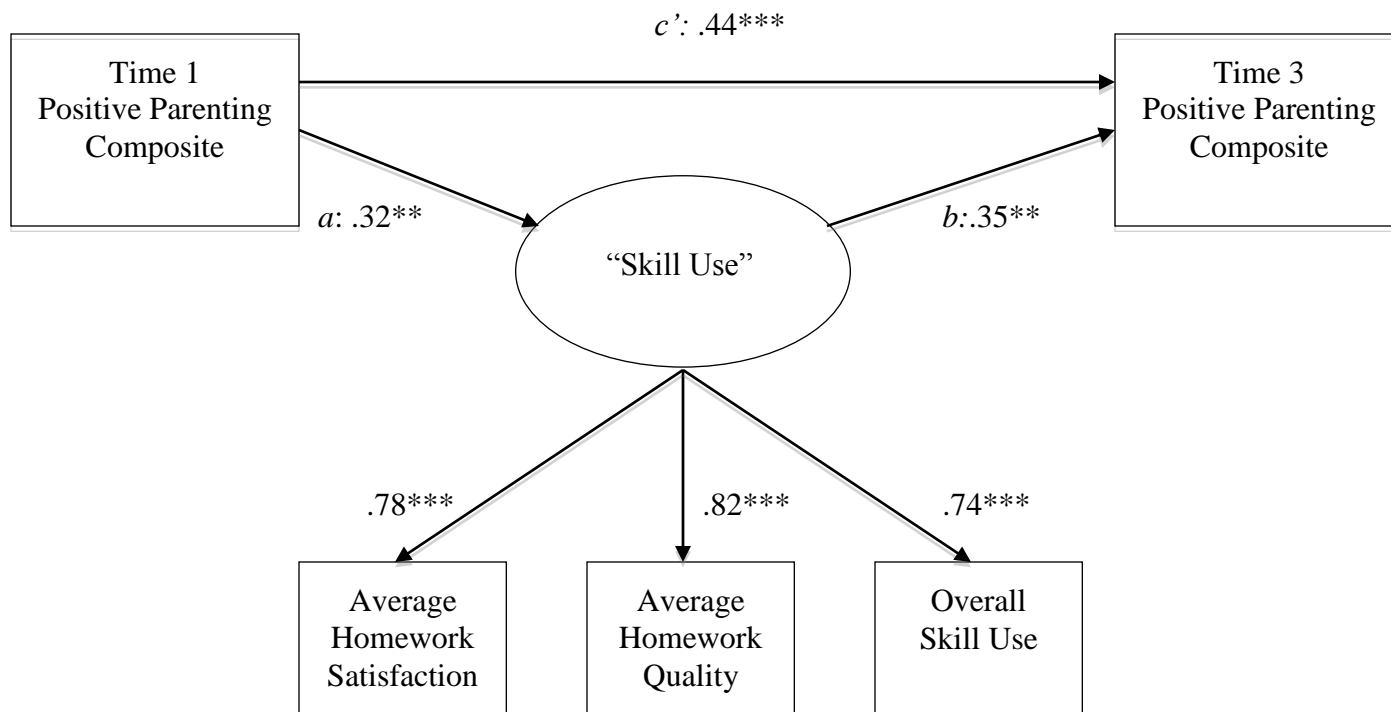 c’: .44***
Time 1
Positive Parenting
Composite
Time 3
Positive Parenting
Composite
a: .32**
b:.35**
“Skill Use”
.78***
.82***
.74***
Average
Homework
Satisfaction
Average
Homework
Quality
Overall
Skill Use